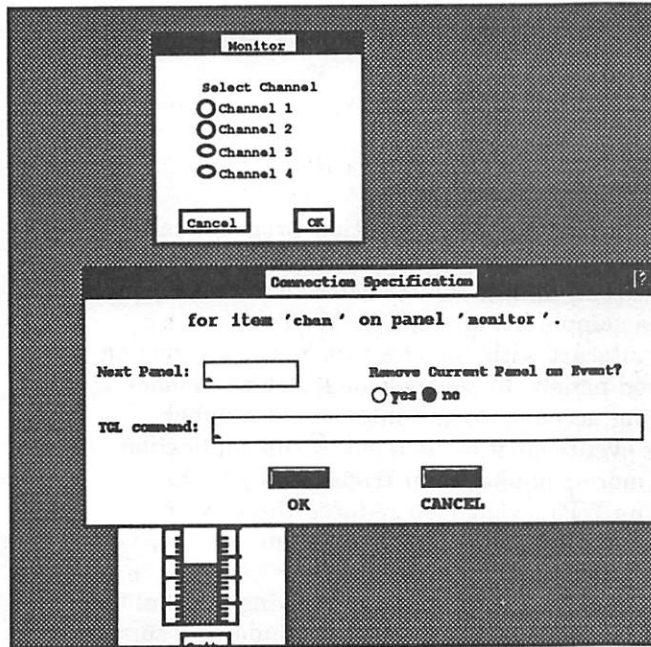 Monitor
Select Channel
Channel 1
Channel 2
Channel 3
Channel 4
Cancel OK
Connection Specification ?
for item 'chan' on panel 'monitor'.
Next Panel:
Remove Current Panel on Event?
yes no
TCL command:
OK CANCEL